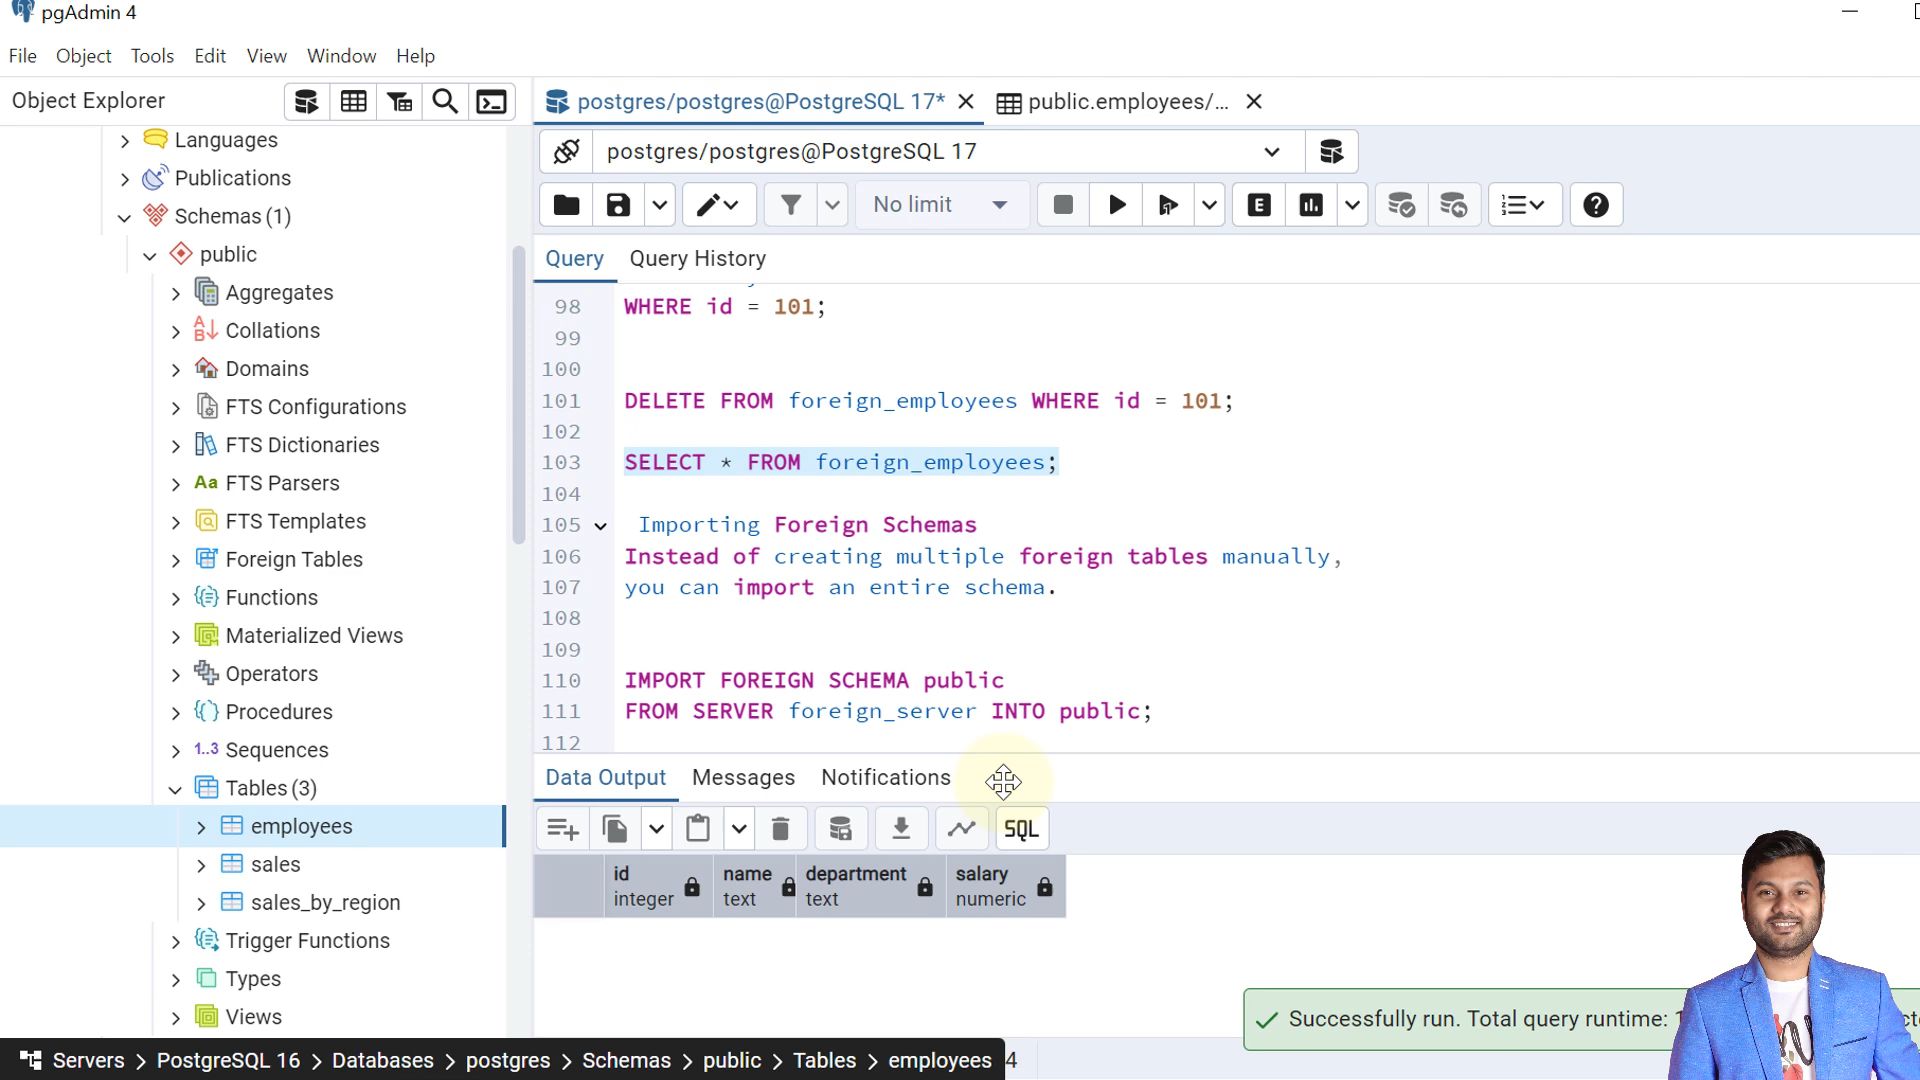 pgAdmin 4
File Object Tools Edit View Window Help
Object Explorer
postgres/postgres@PostgreSQL 17*
public.employees/...
Languages
Publications
Schemas (1)
public
Aggregates
Collations
Domains
FTS Configurations
FTS Dictionaries
Aa FTS Parsers
FTS Templates
Foreign Tables
Functions
Materialized Views
Operators
Procedures
1..3 Sequences
Tables (3)
employees
sales
sales_by_region
Trigger Functions
Types
Views
postgres/postgres@PostgreSQL 17
No limit
E
Query Query History
98 WHERE id = 101;
99
100
101 DELETE FROM foreign_employees WHERE id = 101;
102
103 SELECT * FROM foreign_employees;
104
105 Importing Foreign Schemas
106 Instead of creating multiple foreign tables manually,
107 you can import an entire schema.
108
109
110 IMPORT FOREIGN SCHEMA public
111 FROM SERVER foreign_server INTO public;
112
Data Output Messages Notifications
SQL
id name department salary
integer text text numeric
Successfully run. Total query runtime:
Servers > PostgreSQL 16 > Databases > postgres > Schemas > public > Tables > employees 4